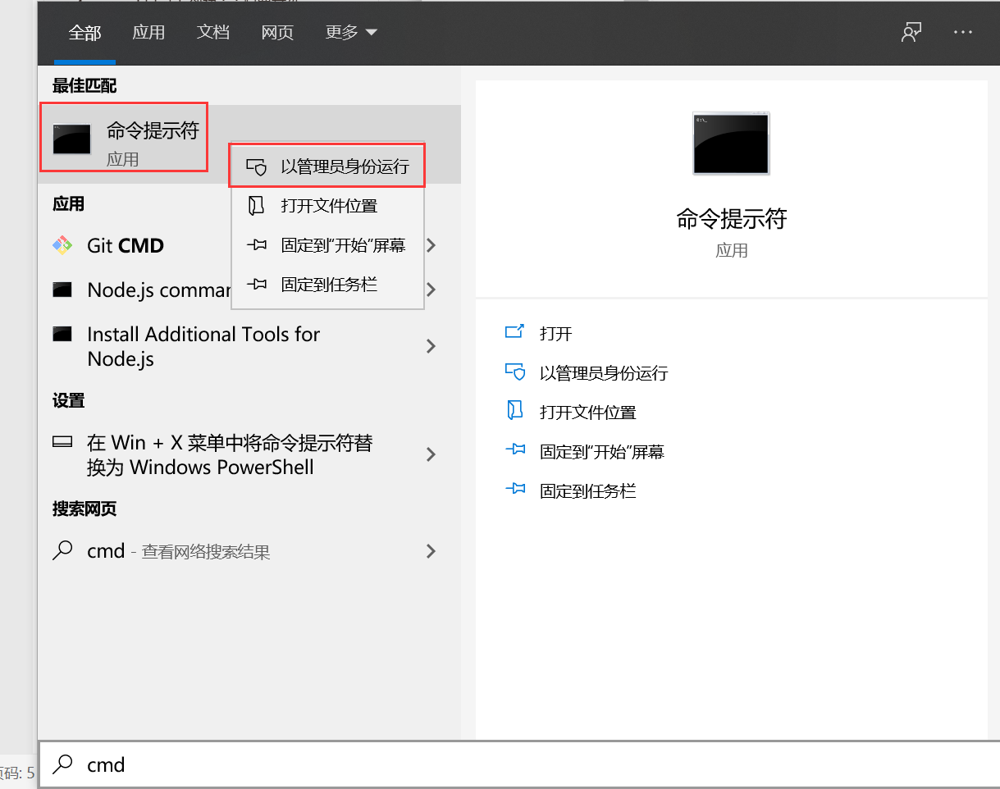 全部 应用 文档 网页 更多
最佳匹配
命令提示符
应用
以管理员身份运行
打开文件位置
固定到“开始”屏幕
固定到任务栏
应用
Git CMD
Node.js
Install Additional Tools for
Node.js
设置
在 Win + X 菜单中将命令提示符替
换为 Windows PowerShell
搜索网页
cmd - 查看网络搜索结果
命令提示符
应用
打开
以管理员身份运行
打开文件位置
固定到“开始”屏幕
固定到任务栏
码: 5
cmd